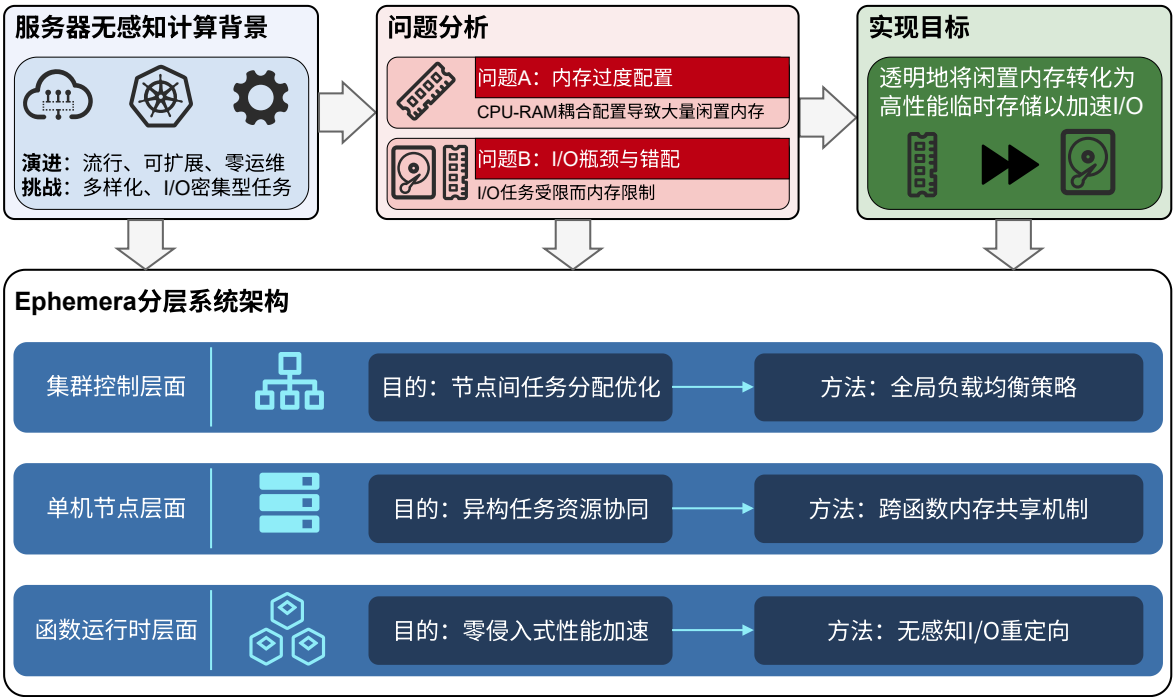 服务器无感知计算背景
演进：流行、可扩展、零运维
挑战：多样化、I/O密集型任务
问题分析
问题A：内存过度配置
CPU-RAM耦合配置导致大量闲置内存
问题B：I/O瓶颈与错配
I/O任务受限而内存限制
实现目标
透明地将闲置内存转化为
高性能临时存储以加速I/O
Ephemera分层系统架构
集群控制层面
目的：节点间任务分配优化
方法：全局负载均衡策略
单机节点层面
目的：异构任务资源协同
方法：跨函数内存共享机制
函数运行时层面
目的：零侵入式性能加速
方法：无感知I/O重定向